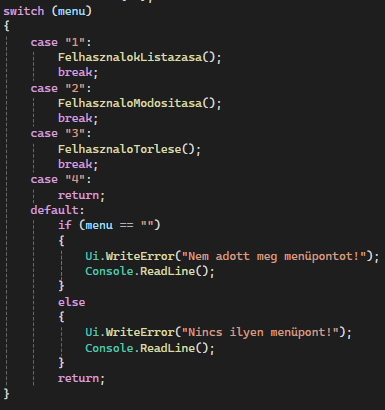 switch (menu)
{
    case "1":
        FelhasznalokListazasa();
        break;
    case "2":
        FelhasznaloModositasa();
        break;
    case "3":
        FelhasznaloTorlese();
        break;
    case "4":
        return;
    default:
        if (menu == "")
        {
            Ui.WriteError("Nem adott meg menüpontot!");
            Console.ReadLine();
        }
        else
        {
            Ui.WriteError("Nincs ilyen menüpont!");
            Console.ReadLine();
        }
        return;
}